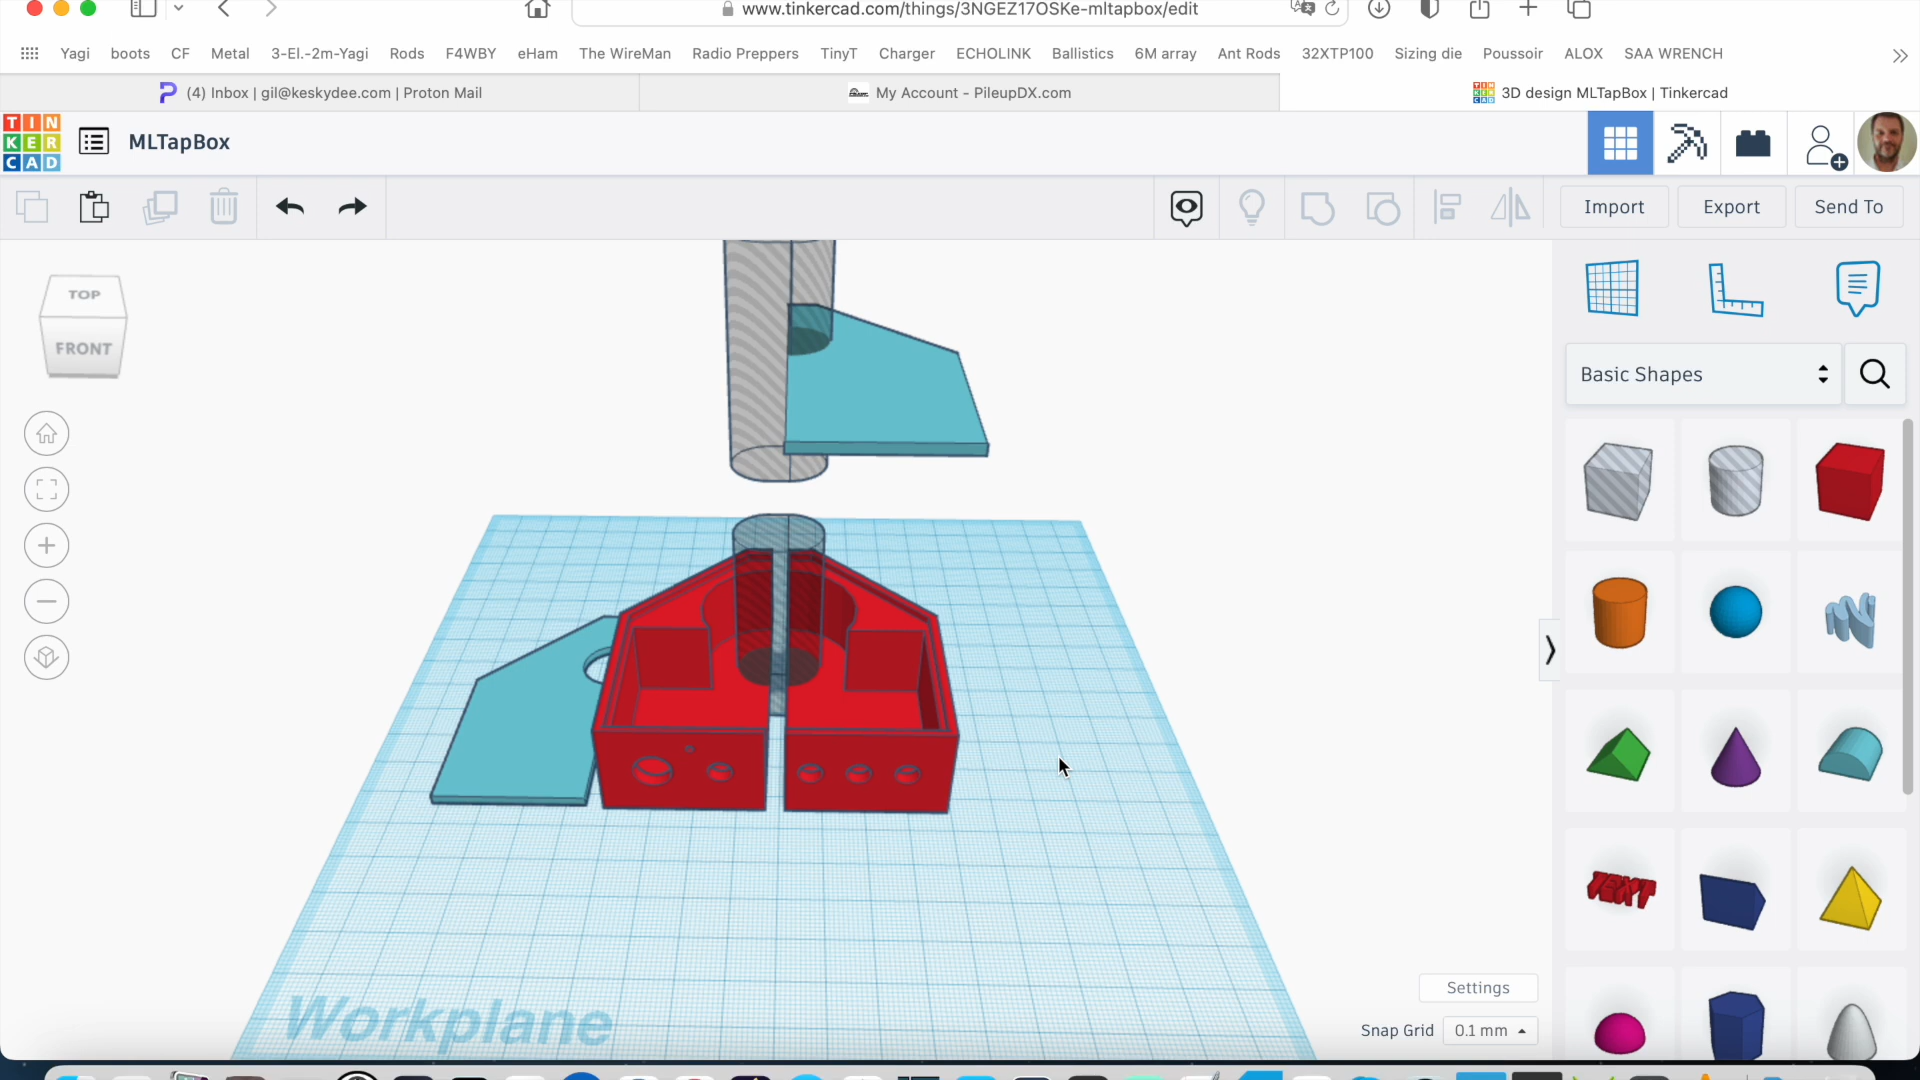 www.tinkercad.com/things/3NGEZ17OSKe-mltapbox/edit
Yagi boots CF Metal 3-El.-2m-Yagi Rods F4WBY eHam The WireMan Radio Preppers TinyT Charger ECHOLINK Ballistics 6M array Ant Rods 32XTP100 Sizing die Poussoir ALOX SAA WRENCH
(4) Inbox | gil@keskydee.com | Proton Mail
My Account - PileupDX.com
3D design MLTapBox | Tinkercad
TIN
KER
CAD
MLTapBox
Import
Export
Send To
TOP
FRONT
Basic Shapes
TEXT
Workplane
Settings
Snap Grid 0.1 mm